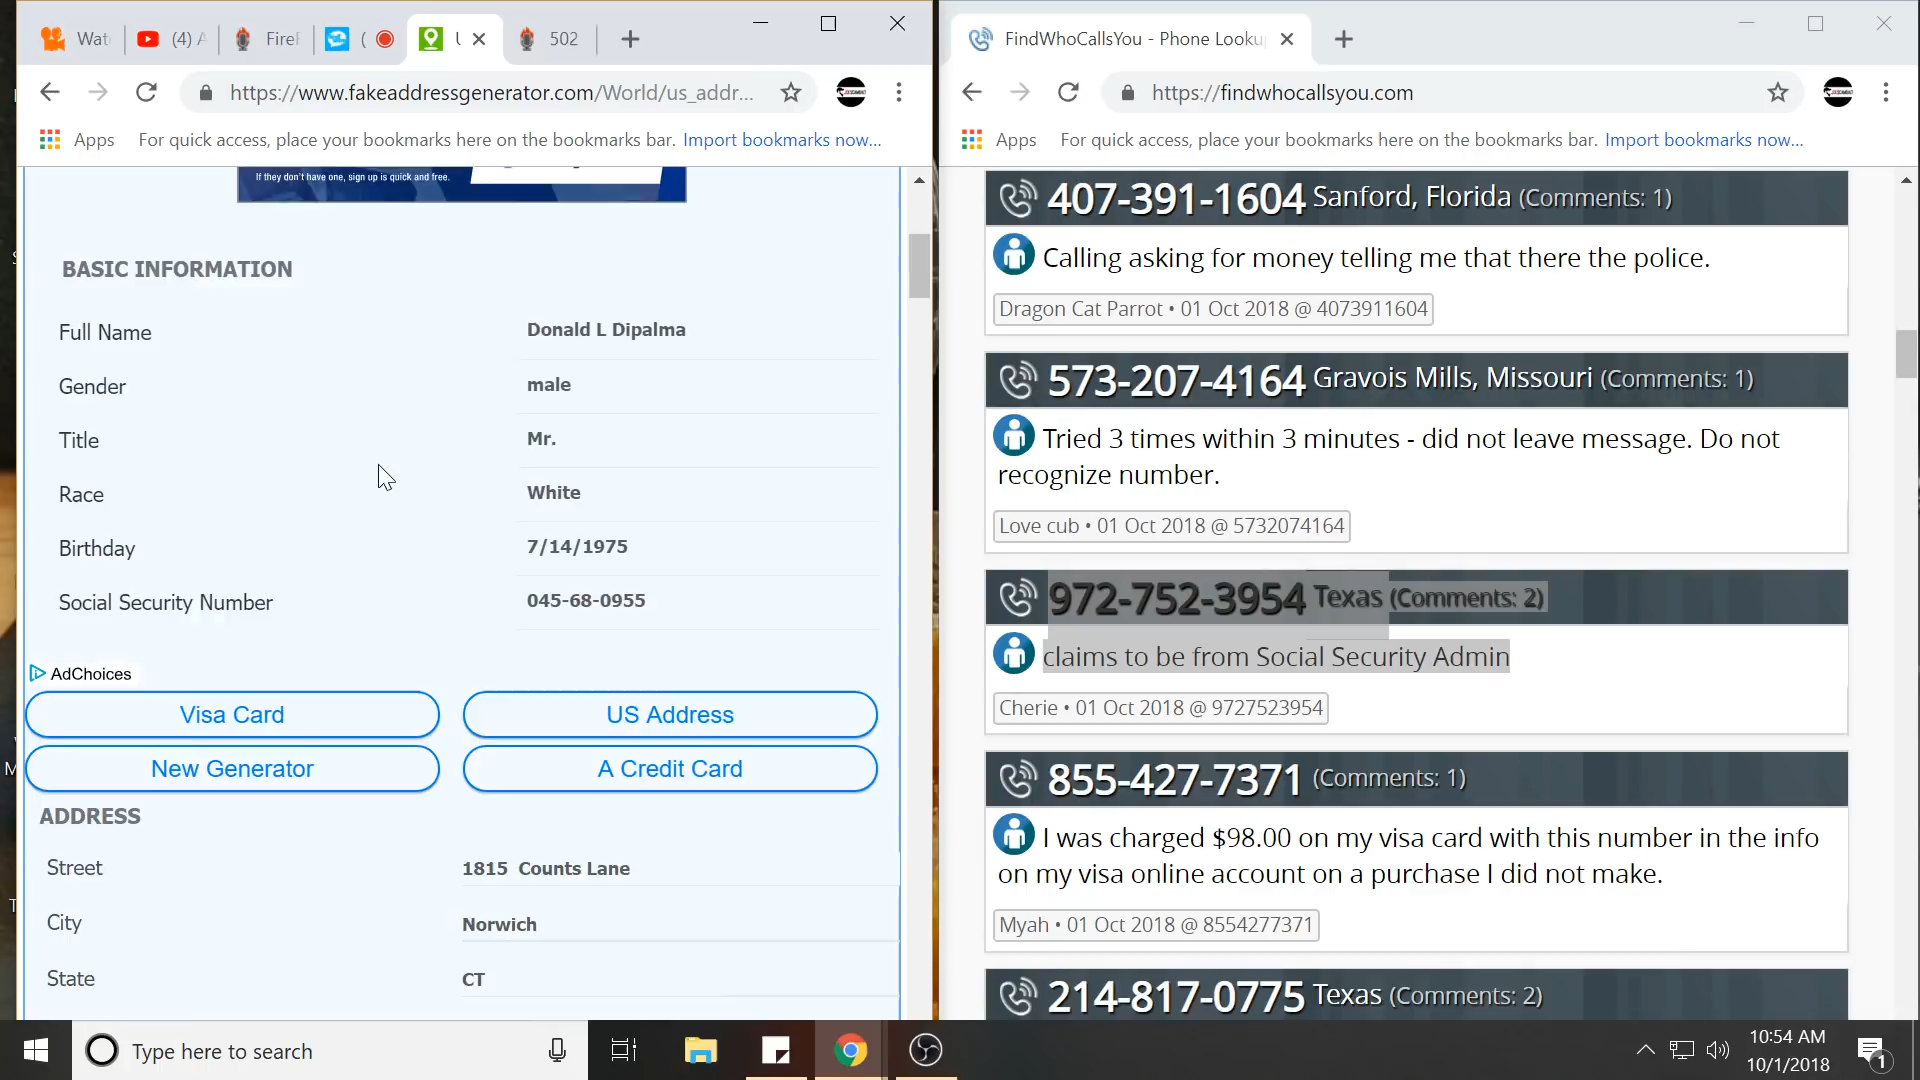 Wat
(4) A
FireF
(
U
502
https://www.fakeaddressgenerator.com/World/us_addr...
Apps
For quick access, place your bookmarks here on the bookmarks bar. Import bookmarks now...
If they don't have one, sign up is quick and free.
BASIC INFORMATION
Full Name Donald L Dipalma
Gender male
Title Mr.
Race White
Birthday 7/14/1975
Social Security Number 045-68-0955
AdChoices
Visa Card US Address
New Generator A Credit Card
ADDRESS
Street 1815 Counts Lane
City Norwich
State CT
FindWhoCallsYou - Phone Looku
https://findwhocallsyou.com
Apps
For quick access, place your bookmarks here on the bookmarks bar. Import bookmarks now...
407-391-1604 Sanford, Florida (Comments: 1)
Calling asking for money telling me that there the police.
Dragon Cat Parrot • 01 Oct 2018 @ 4073911604
573-207-4164 Gravois Mills, Missouri (Comments: 1)
Tried 3 times within 3 minutes - did not leave message. Do not
recognize number.
Love cub • 01 Oct 2018 @ 5732074164
972-752-3954 Texas (Comments: 2)
claims to be from Social Security Admin
Cherie • 01 Oct 2018 @ 9727523954
855-427-7371 (Comments: 1)
I was charged $98.00 on my visa card with this number in the info
on my visa online account on a purchase I did not make.
Myah • 01 Oct 2018 @ 8554277371
214-817-0775 Texas (Comments: 2)
Type here to search
10:54 AM
10/1/2018
1